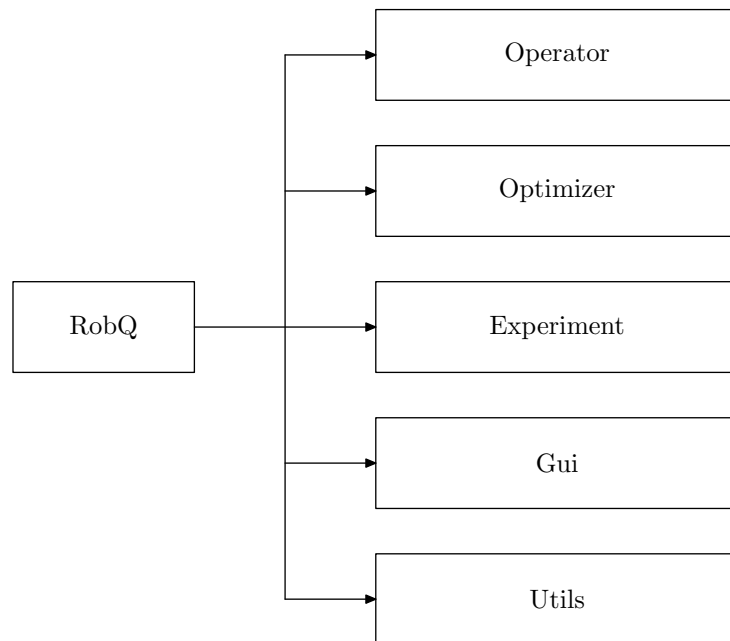 Operator
Optimizer
RobQ
Experiment
Gui
Utils